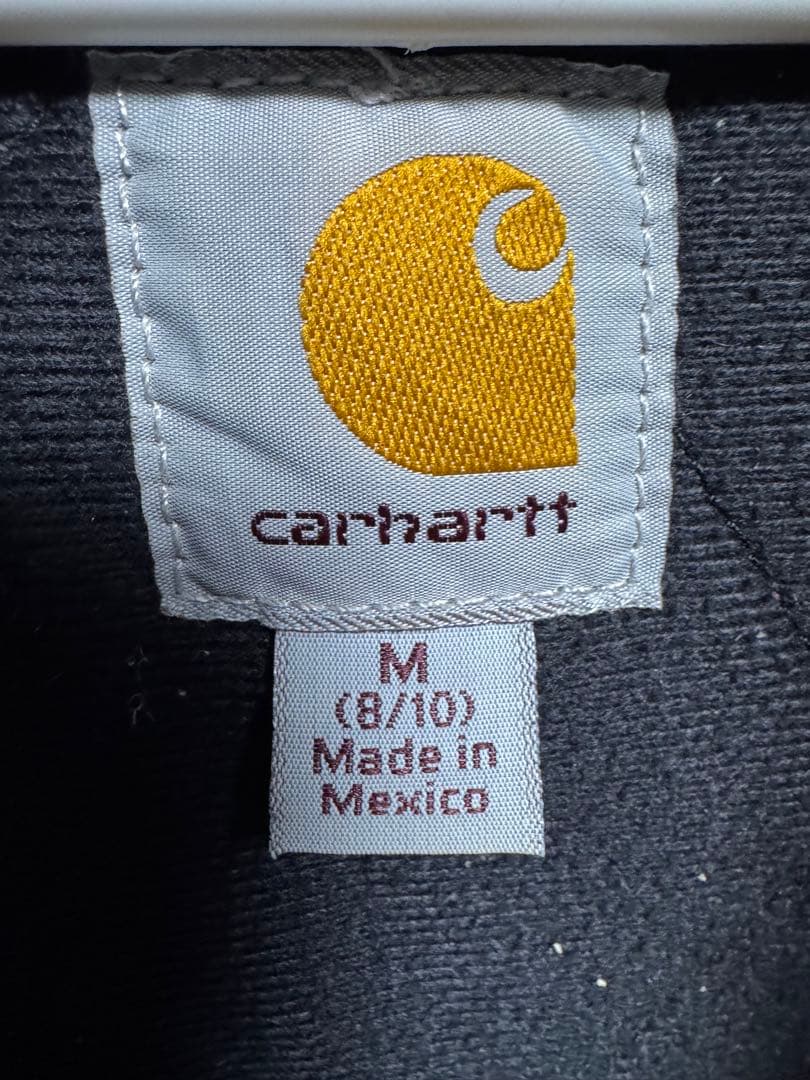 carhartt
M
(8/10)
Made in
Mexico